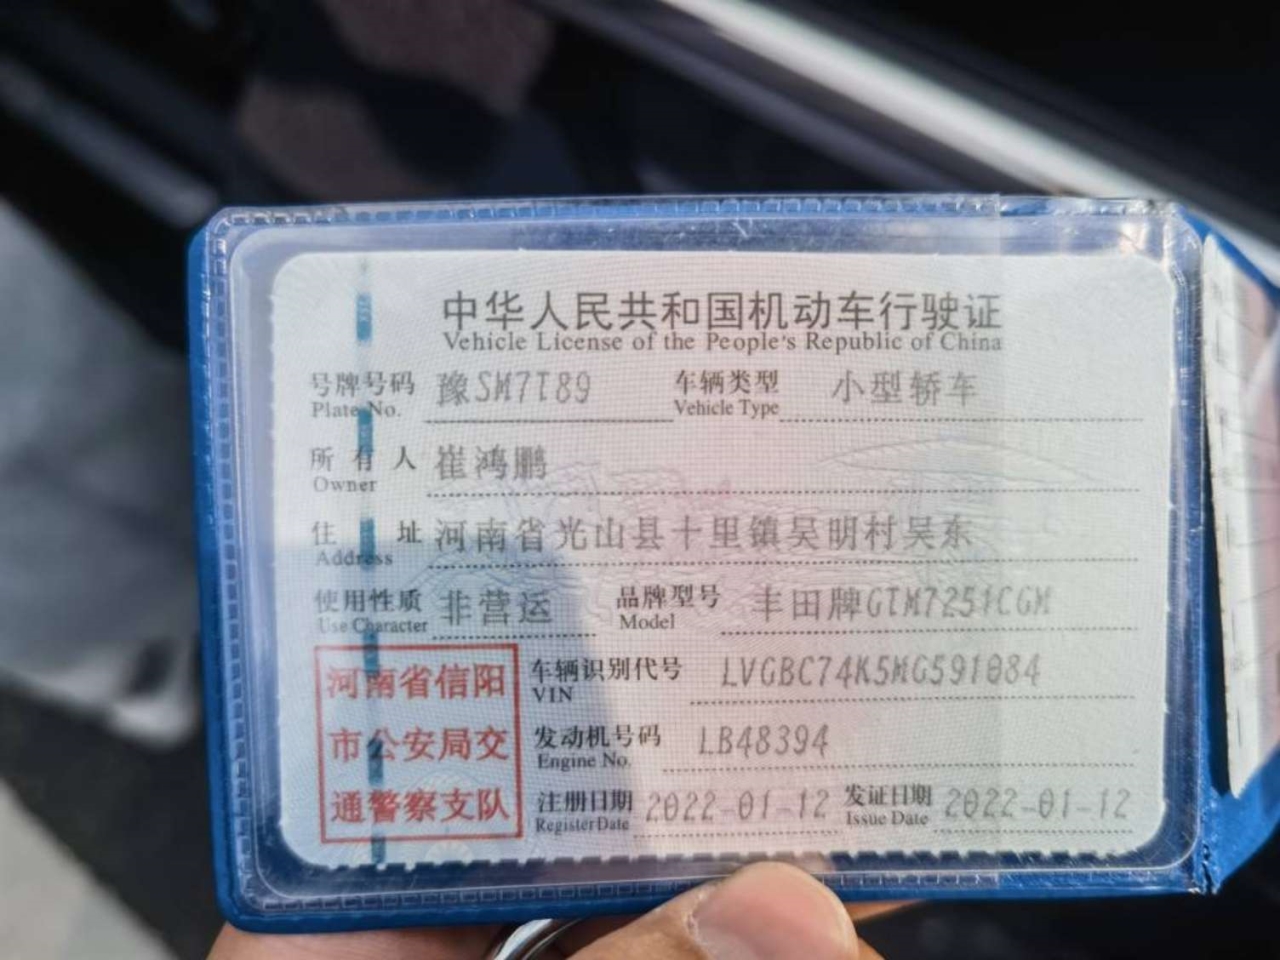 中华人民共和国机动车行驶证
Vehicle License of the People's Republic of China
号牌号码 豫SM7T89 车辆类型 小型轿车
Plate No. Vehicle Type
所有人 崔鸿鹏
Owner
住址 河南省光山县十里镇吴明村吴东
Address
使用性质 非营运 品牌型号 丰田牌GTM7251CGM
Use Character Model
河南省信阳
市公安局交
通警察支队
车辆识别代号 LVGBC74K5MG591084
VIN
发动机号码 LB48394
Engine No.
注册日期 2022-01-12 发证日期 2022-01-12
Register Date Issue Date